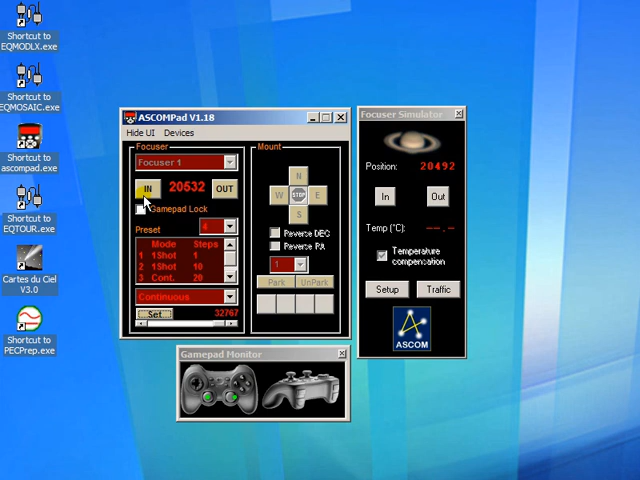 Shortcut to
EQMODLX.exe
Shortcut to
EQMOSAIC.exe
Shortcut to
ascompad.exe
Shortcut to
EQTOUR.exe
Cartes du Ciel
V3.0
Shortcut to
PECPrep.exe
ASCOMPad V1.18
Hide UI Devices
Focuser
Focuser 1
IN 20532 OUT
Gamepad Lock
Preset 4
Mode Steps
1 1Shot 1
2 1Shot 10
3 Cont. 20
Continuous
Set 32767
Mount
N
W STOP E
S
Reverse DEC
Reverse RA
1
Park UnPark
Focuser Simulator
Position: 20492
In Out
Temp (°C): --.-
Temperature
compensation
Setup Traffic
ASCOM
Gamepad Monitor